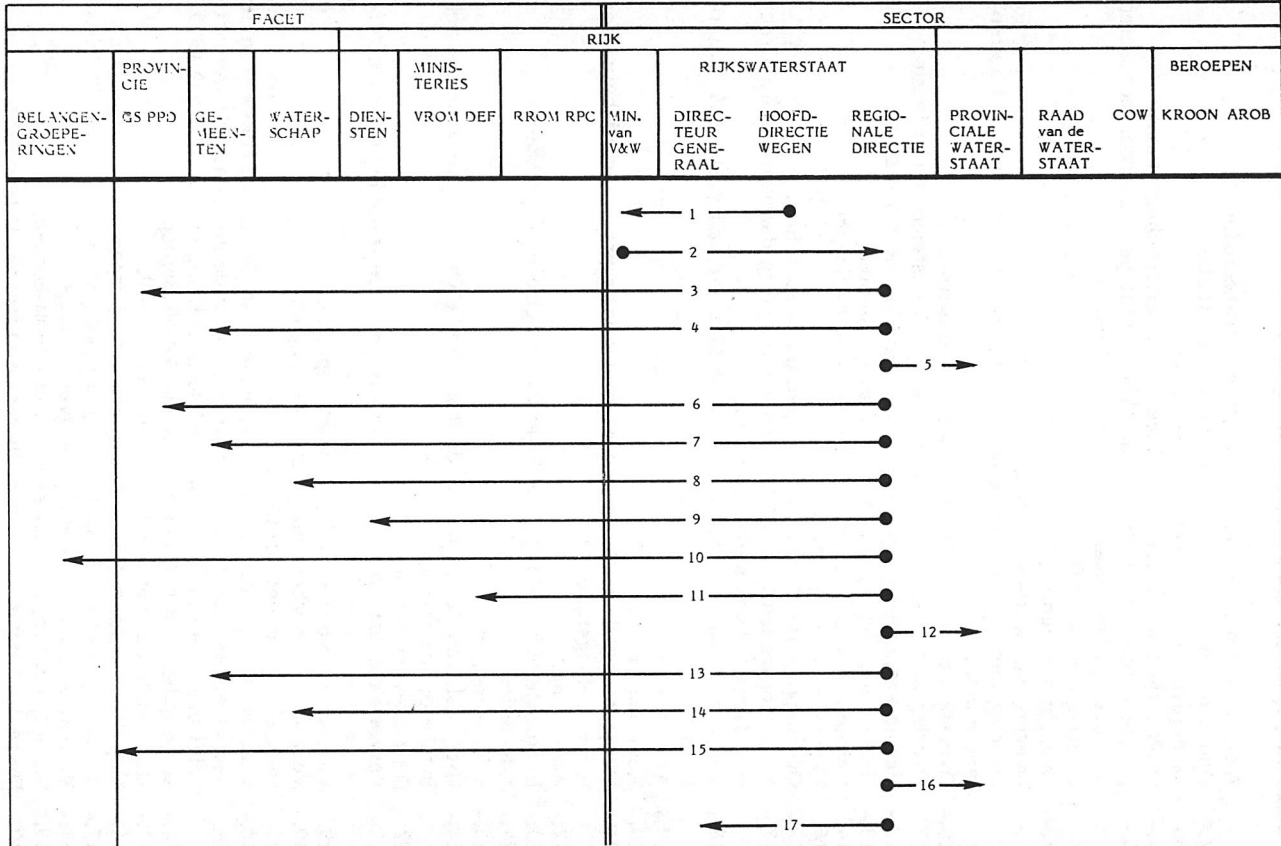 FACET SECTOR
RIJK
PROVIN-
CIE
MINIS-
TERIES
RIJKSWATERSTAAT
BEROEPEN
BELANGEN-
GROEPE-
RINGEN
GS PPD
GE-
MEEN-
TEN
WATER-
SCHAP
DIEN-
STEN
VROM DEF
RROM RPC
MIN.
van
V&W
DIREC-
TEUR
GENE-
RAAL
HOOFD-
DIRECTIE
WEGEN
REGIO-
NALE
DIRECTIE
PROVIN-
CIALE
WATER-
STAAT
RAAD
van de
WATER-
STAAT
COW
KROON AROB
1
2
3
4
5
6
7
8
9
10
11
12
13
14
15
16
17